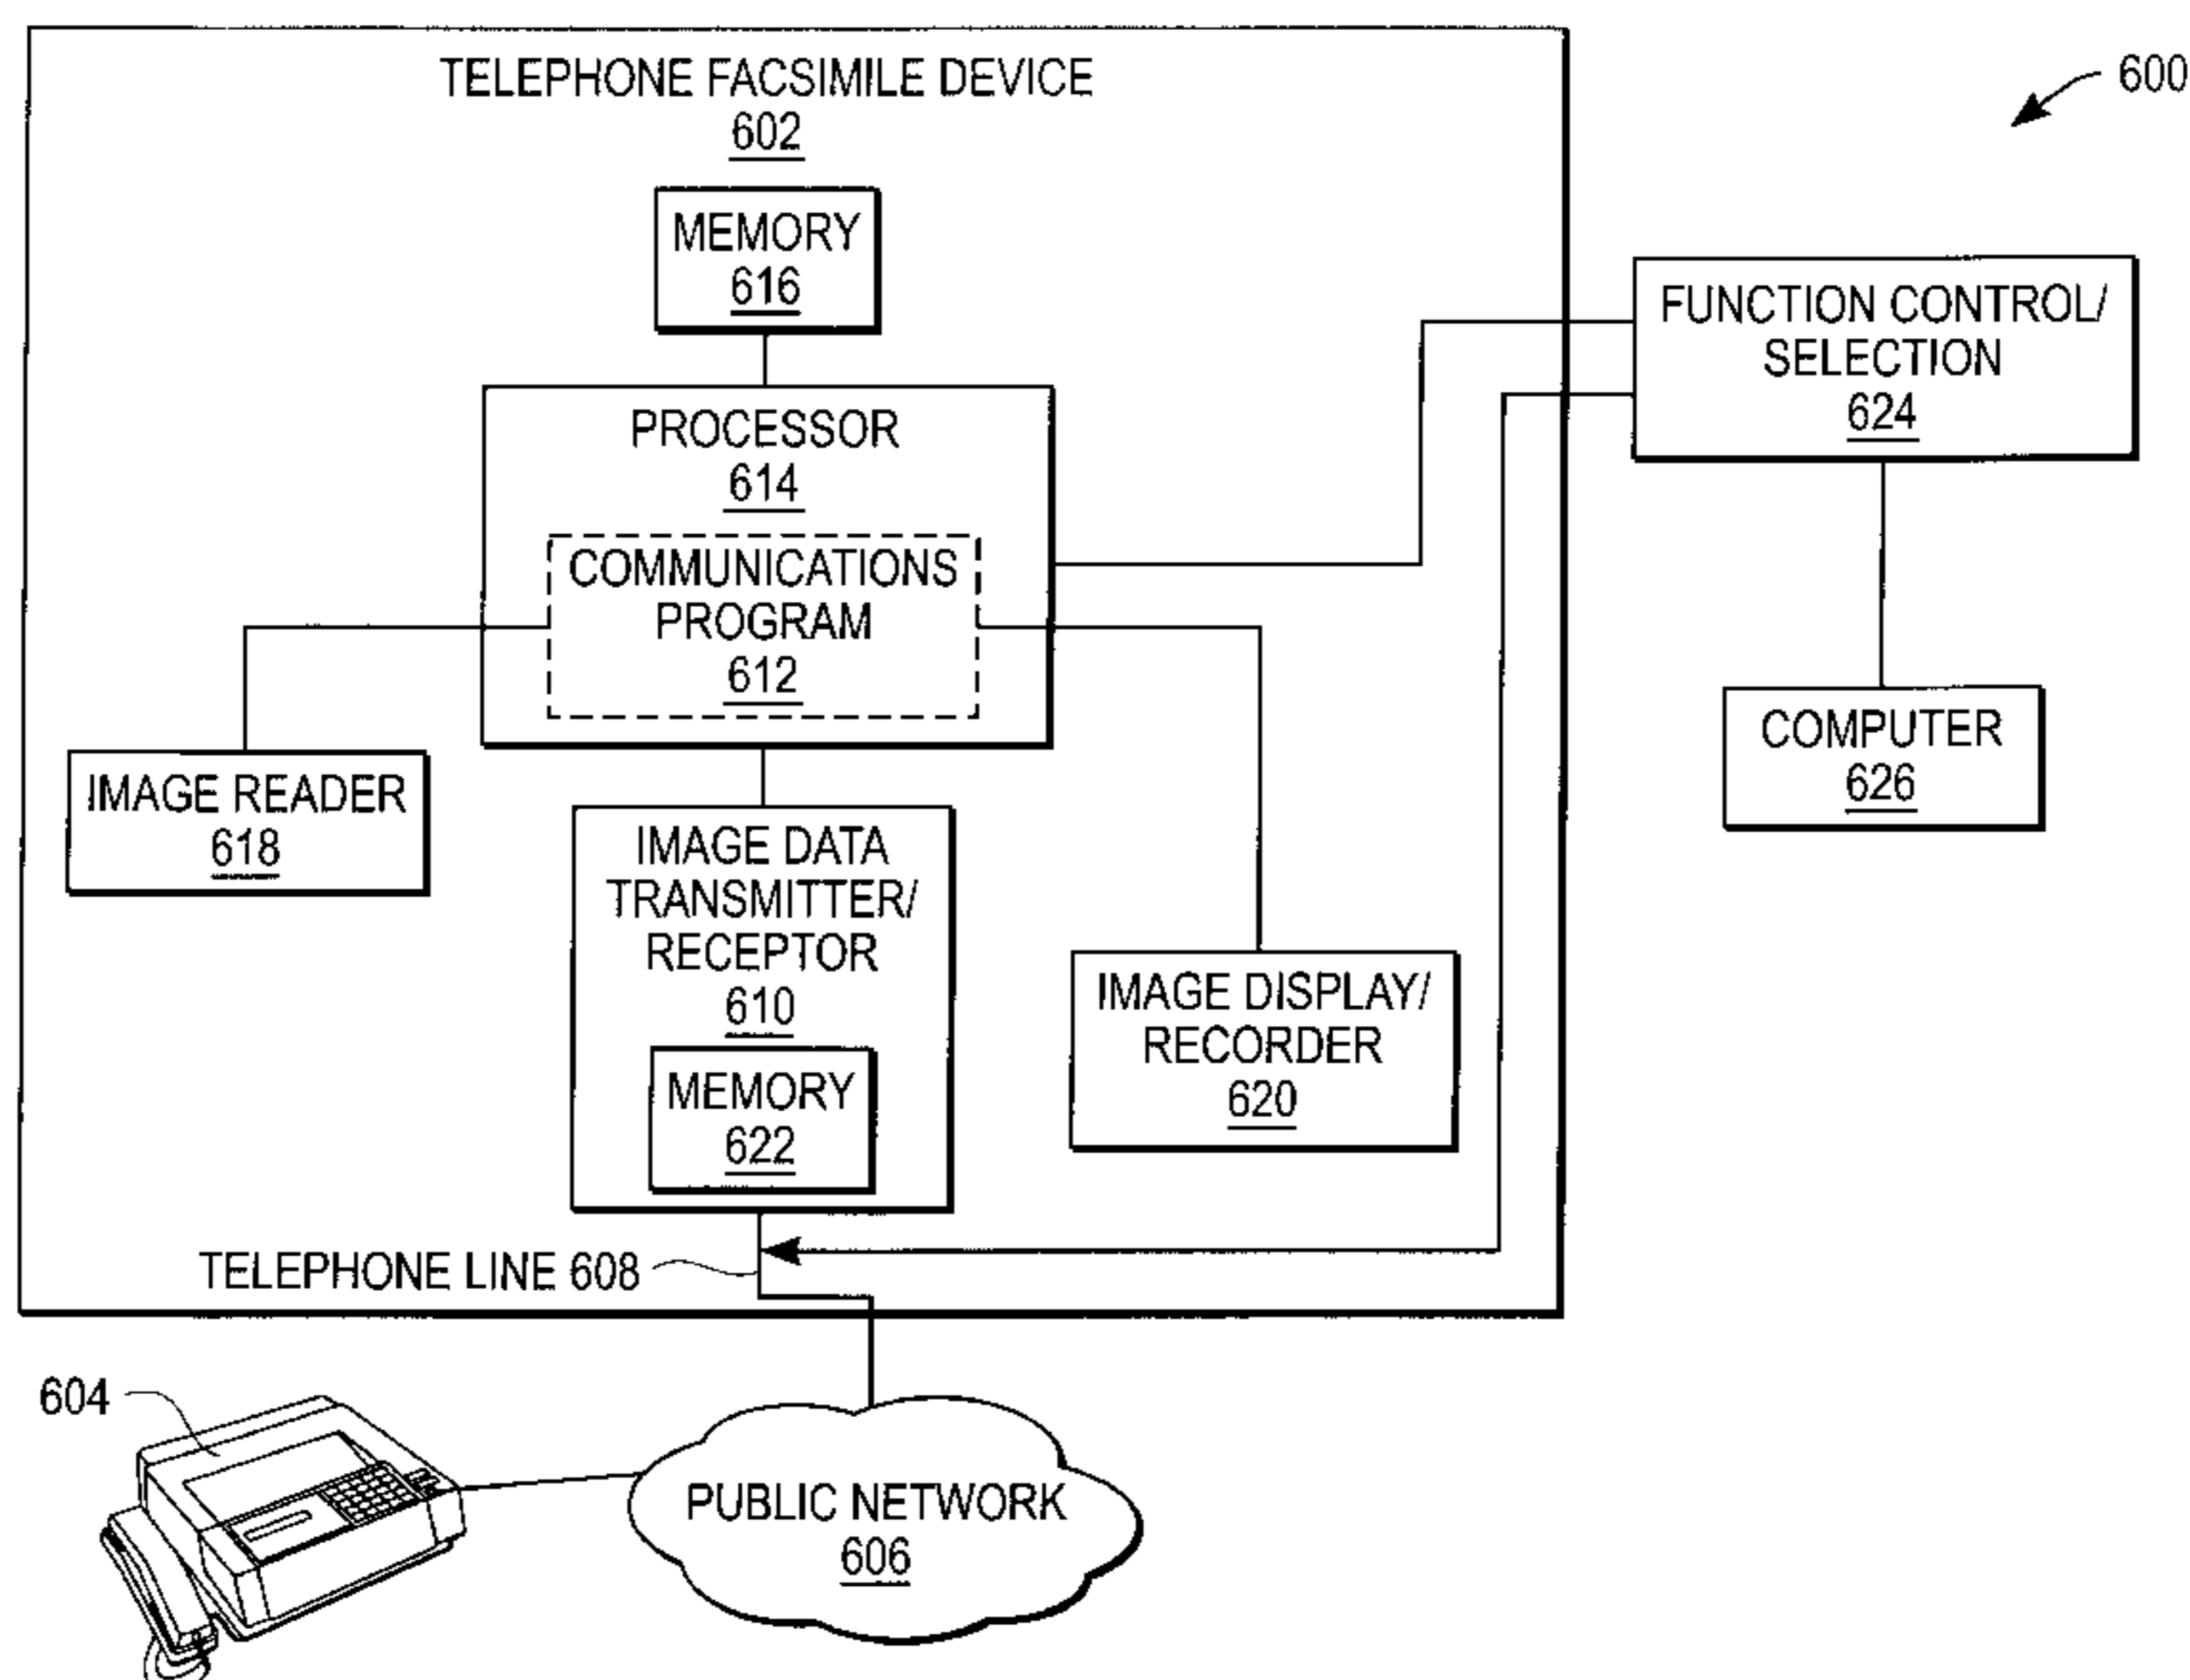 TELEPHONE FACSIMILE DEVICE
602
600
MEMORY
616
FUNCTION CONTROL/
SELECTION
624
PROCESSOR
614
COMMUNICATIONS
PROGRAM
612
COMPUTER
626
IMAGE READER
618
IMAGE DATA
TRANSMITTER/
RECEPTOR
610
MEMORY
622
IMAGE DISPLAY/
RECORDER
620
TELEPHONE LINE 608
604
PUBLIC NETWORK
606